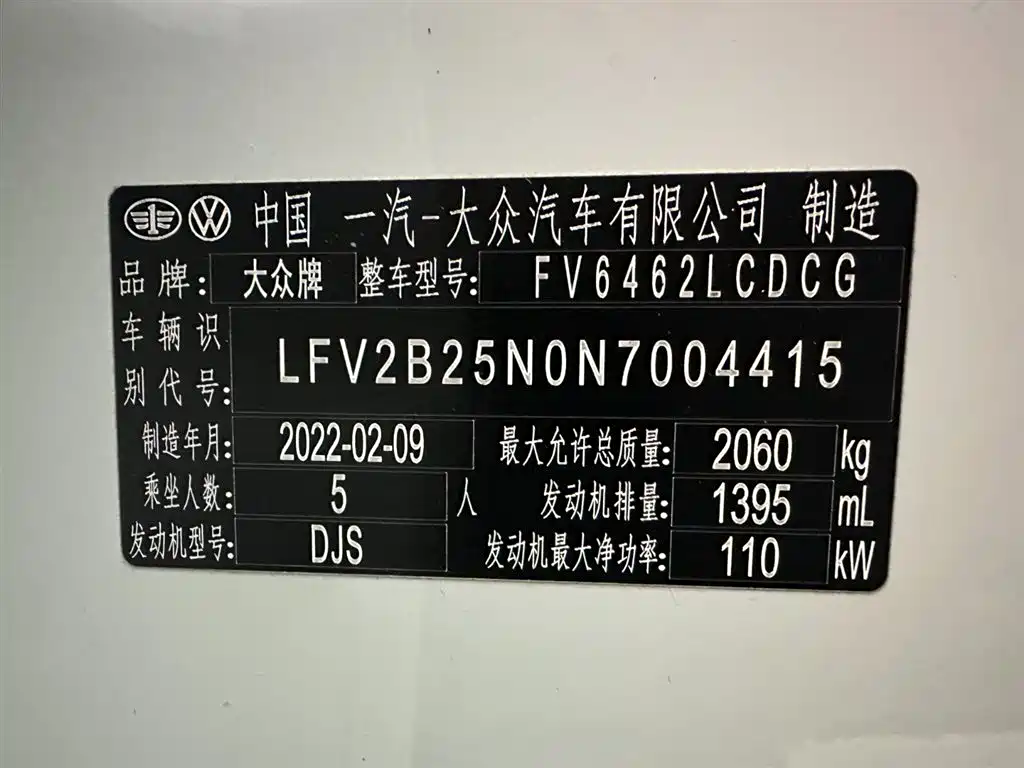 中国 一汽-大众汽车有限公司 制造
品牌: 大众牌 整车型号: FV6462LCDCG
车辆识别代号: LFV2B25N0N7004415
制造年月: 2022-02-09 最大允许总质量: 2060 kg
乘坐人数: 5 人 发动机排量: 1395 mL
发动机型号: DJS 发动机最大净功率: 110 kW